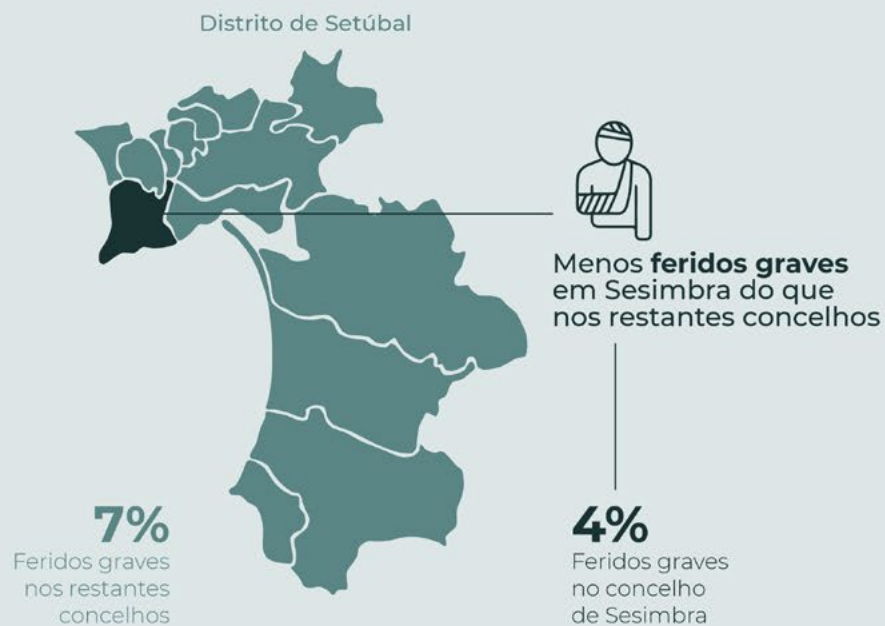 Distrito de Setúbal
Menos feridos graves
em Sesimbra do que
nos restantes concelhos
7%
Feridos graves
nos restantes
concelhos
4%
Feridos graves
no concelho
de Sesimbra